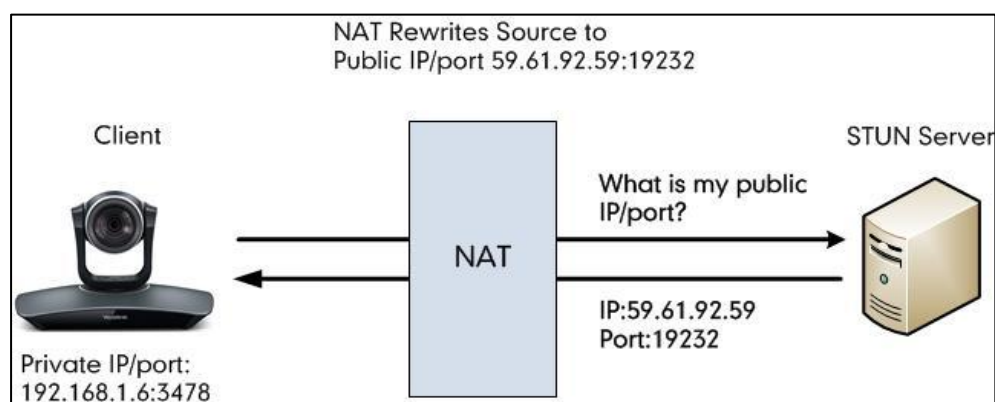 NAT Rewrites Source to
Public IP/port 59.61.92.59:19232
Client
STUN Server
What is my public
IP/port?
NAT
IP:59.61.92.59
Port:19232
Private IP/port:
192.168.1.6:3478